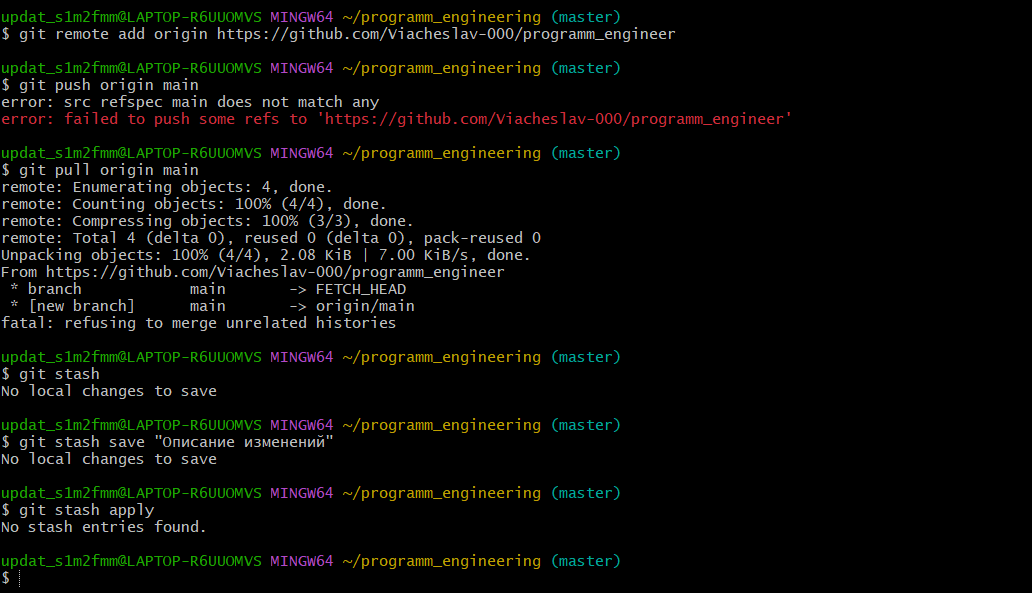 updat_s1m2fmm@LAPTOP-R6UUOMVS MINGW64 ~/programm_engineering (master)
$ git remote add origin https://github.com/Viacheslav-000/programm_engineer
updat_s1m2fmm@LAPTOP-R6UUOMVS MINGW64 ~/programm_engineering (master)
$ git push origin main
error: src refspec main does not match any
error: failed to push some refs to 'https://github.com/Viacheslav-000/programm_engineer'
updat_s1m2fmm@LAPTOP-R6UUOMVS MINGW64 ~/programm_engineering (master)
$ git pull origin main
remote: Enumerating objects: 4, done.
remote: Counting objects: 100% (4/4), done.
remote: Compressing objects: 100% (3/3), done.
remote: Total 4 (delta 0), reused 0 (delta 0), pack-reused 0
Unpacking objects: 100% (4/4), 2.08 KiB | 7.00 KiB/s, done.
From https://github.com/Viacheslav-000/programm_engineer
 * branch            main       -> FETCH_HEAD
 * [new branch]      main       -> origin/main
fatal: refusing to merge unrelated histories
updat_s1m2fmm@LAPTOP-R6UUOMVS MINGW64 ~/programm_engineering (master)
$ git stash
No local changes to save
updat_s1m2fmm@LAPTOP-R6UUOMVS MINGW64 ~/programm_engineering (master)
$ git stash save "Описание изменений"
No local changes to save
updat_s1m2fmm@LAPTOP-R6UUOMVS MINGW64 ~/programm_engineering (master)
$ git stash apply
No stash entries found.
updat_s1m2fmm@LAPTOP-R6UUOMVS MINGW64 ~/programm_engineering (master)
$